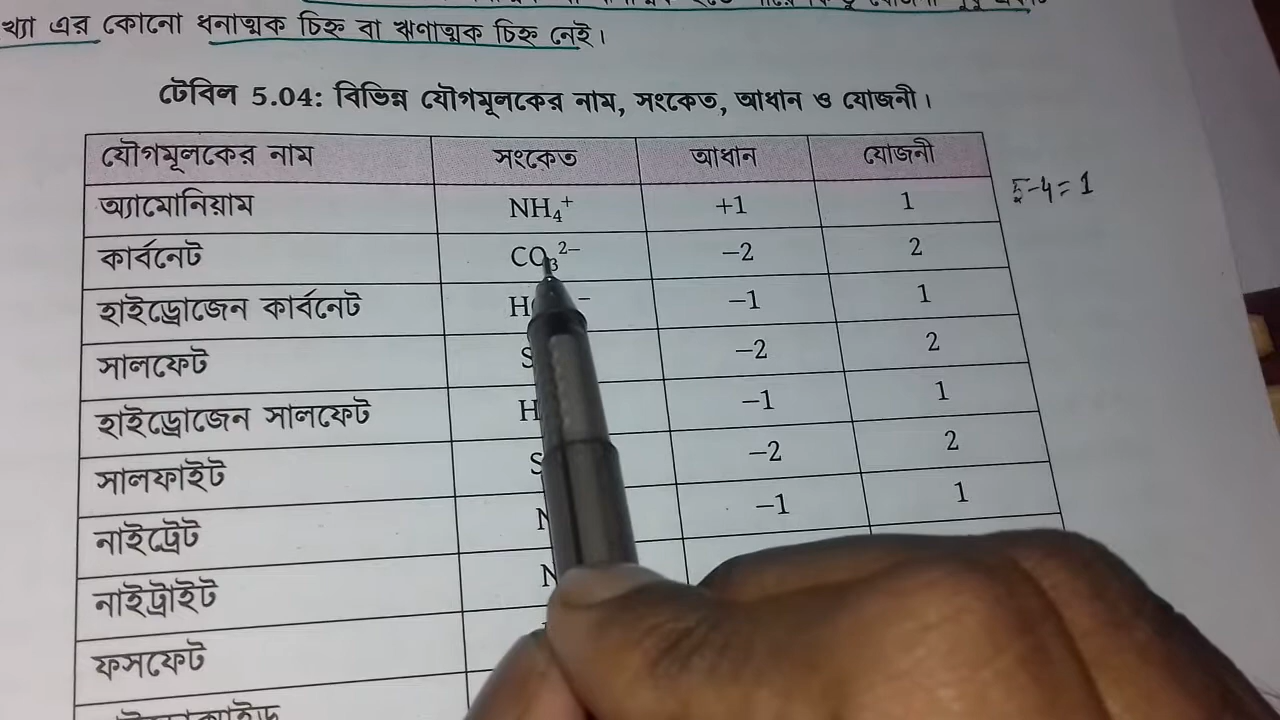 খ্যা এর কোনো ধনাত্মক চিহ্ন বা ঋণাত্মক চিহ্ন নেই।
টেবিল 5.04: বিভিন্ন যৌগমূলকের নাম, সংকেত, আধান ও যোজনী।
যৌগমূলকের নাম সংকেত আধান যোজনী
অ্যামোনিয়াম NH₄⁺ +1 1 5-4=1
কার্বনেট CO₃²⁻ −2 2
হাইড্রোজেন কার্বনেট −1 1
সালফেট −2 2
হাইড্রোজেন সালফেট −1 1
সালফাইট −2 2
নাইট্রেট −1 1
নাইট্রাইট
ফসফেট